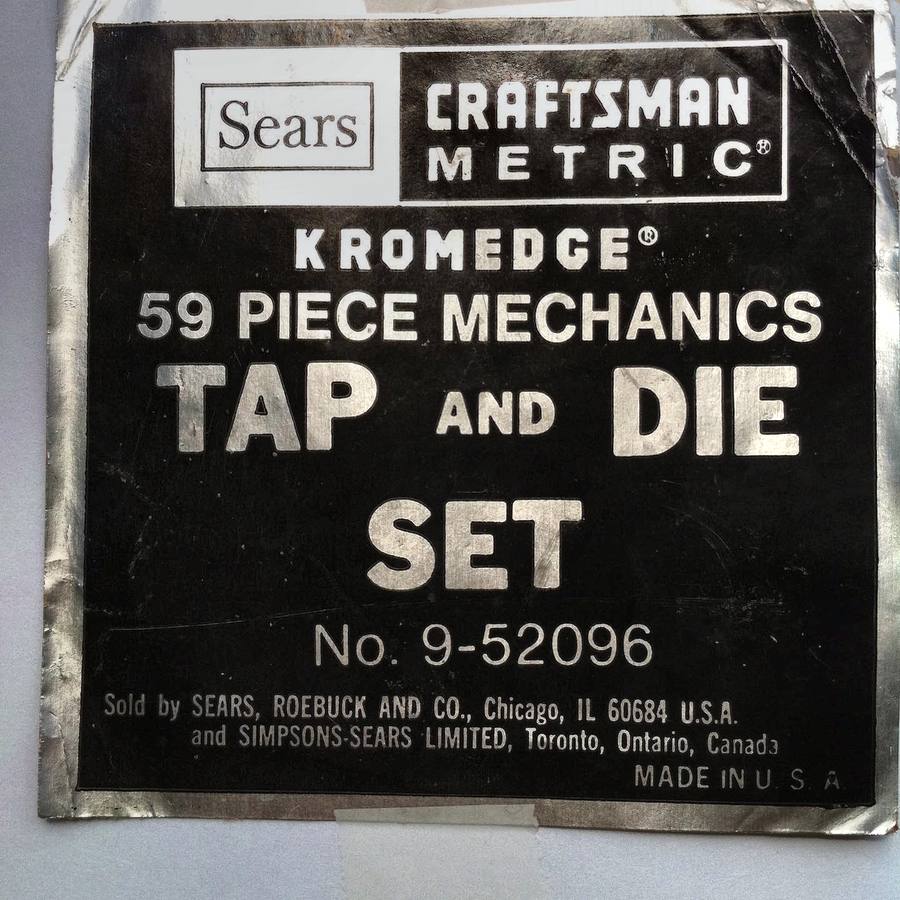 Sears
CRAFTSMAN
METRIC®
KROMEDGE®
59 PIECE MECHANICS
TAP AND DIE
SET
No. 9-52096
Sold by SEARS, ROEBUCK AND CO., Chicago, IL 60684 U.S.A.
and SIMPSONS-SEARS LIMITED, Toronto, Ontario, Canada
MADE IN U. S. A.